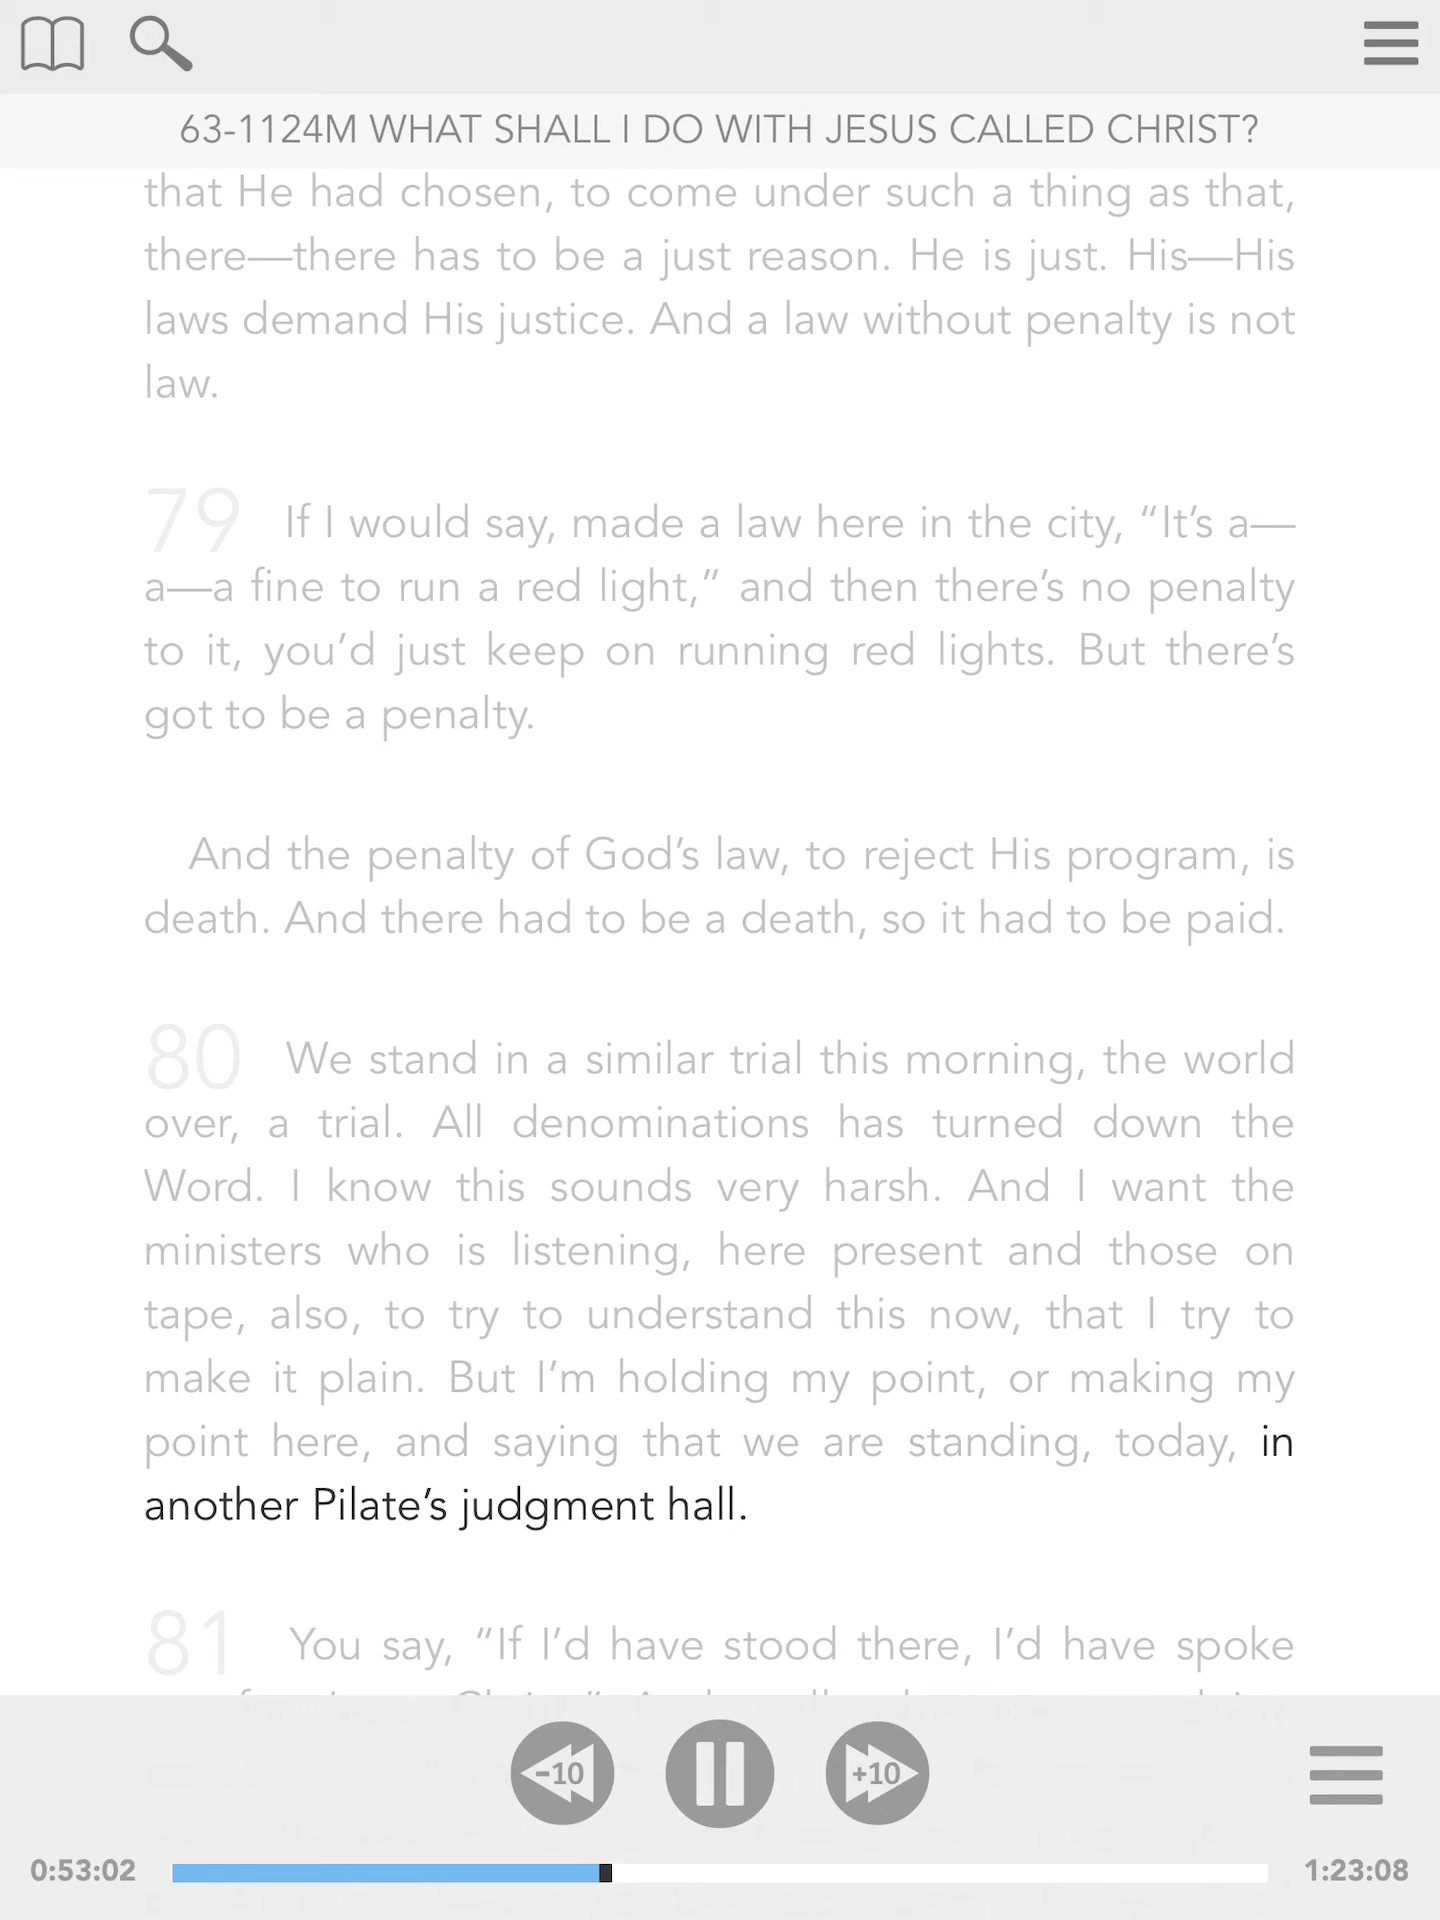 63-1124M WHAT SHALL I DO WITH JESUS CALLED CHRIST?
that He had chosen, to come under such a thing as that,
there—there has to be a just reason. He is just. His—His
laws demand His justice. And a law without penalty is not
law.
79 If I would say, made a law here in the city, “It’s a—
a—a fine to run a red light,” and then there’s no penalty
to it, you’d just keep on running red lights. But there’s
got to be a penalty.
And the penalty of God’s law, to reject His program, is
death. And there had to be a death, so it had to be paid.
80 We stand in a similar trial this morning, the world
over, a trial. All denominations has turned down the
Word. I know this sounds very harsh. And I want the
ministers who is listening, here present and those on
tape, also, to try to understand this now, that I try to
make it plain. But I’m holding my point, or making my
point here, and saying that we are standing, today, in
another Pilate’s judgment hall.
81 You say, “If I’d have stood there, I’d have spoke
-10 +10
0:53:02 1:23:08